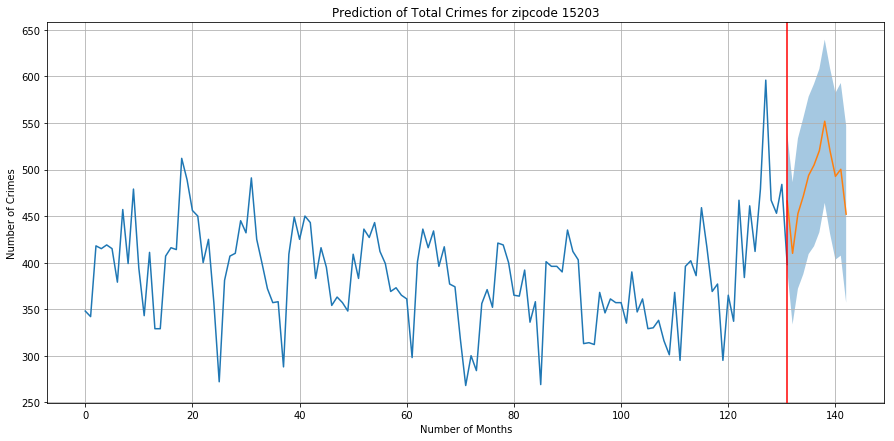 Prediction of Total Crimes for zipcode 15203
Number of Crimes
650
600
550
500
450
400
350
300
250
0 20 40 60 80 100 120 140
Number of Months